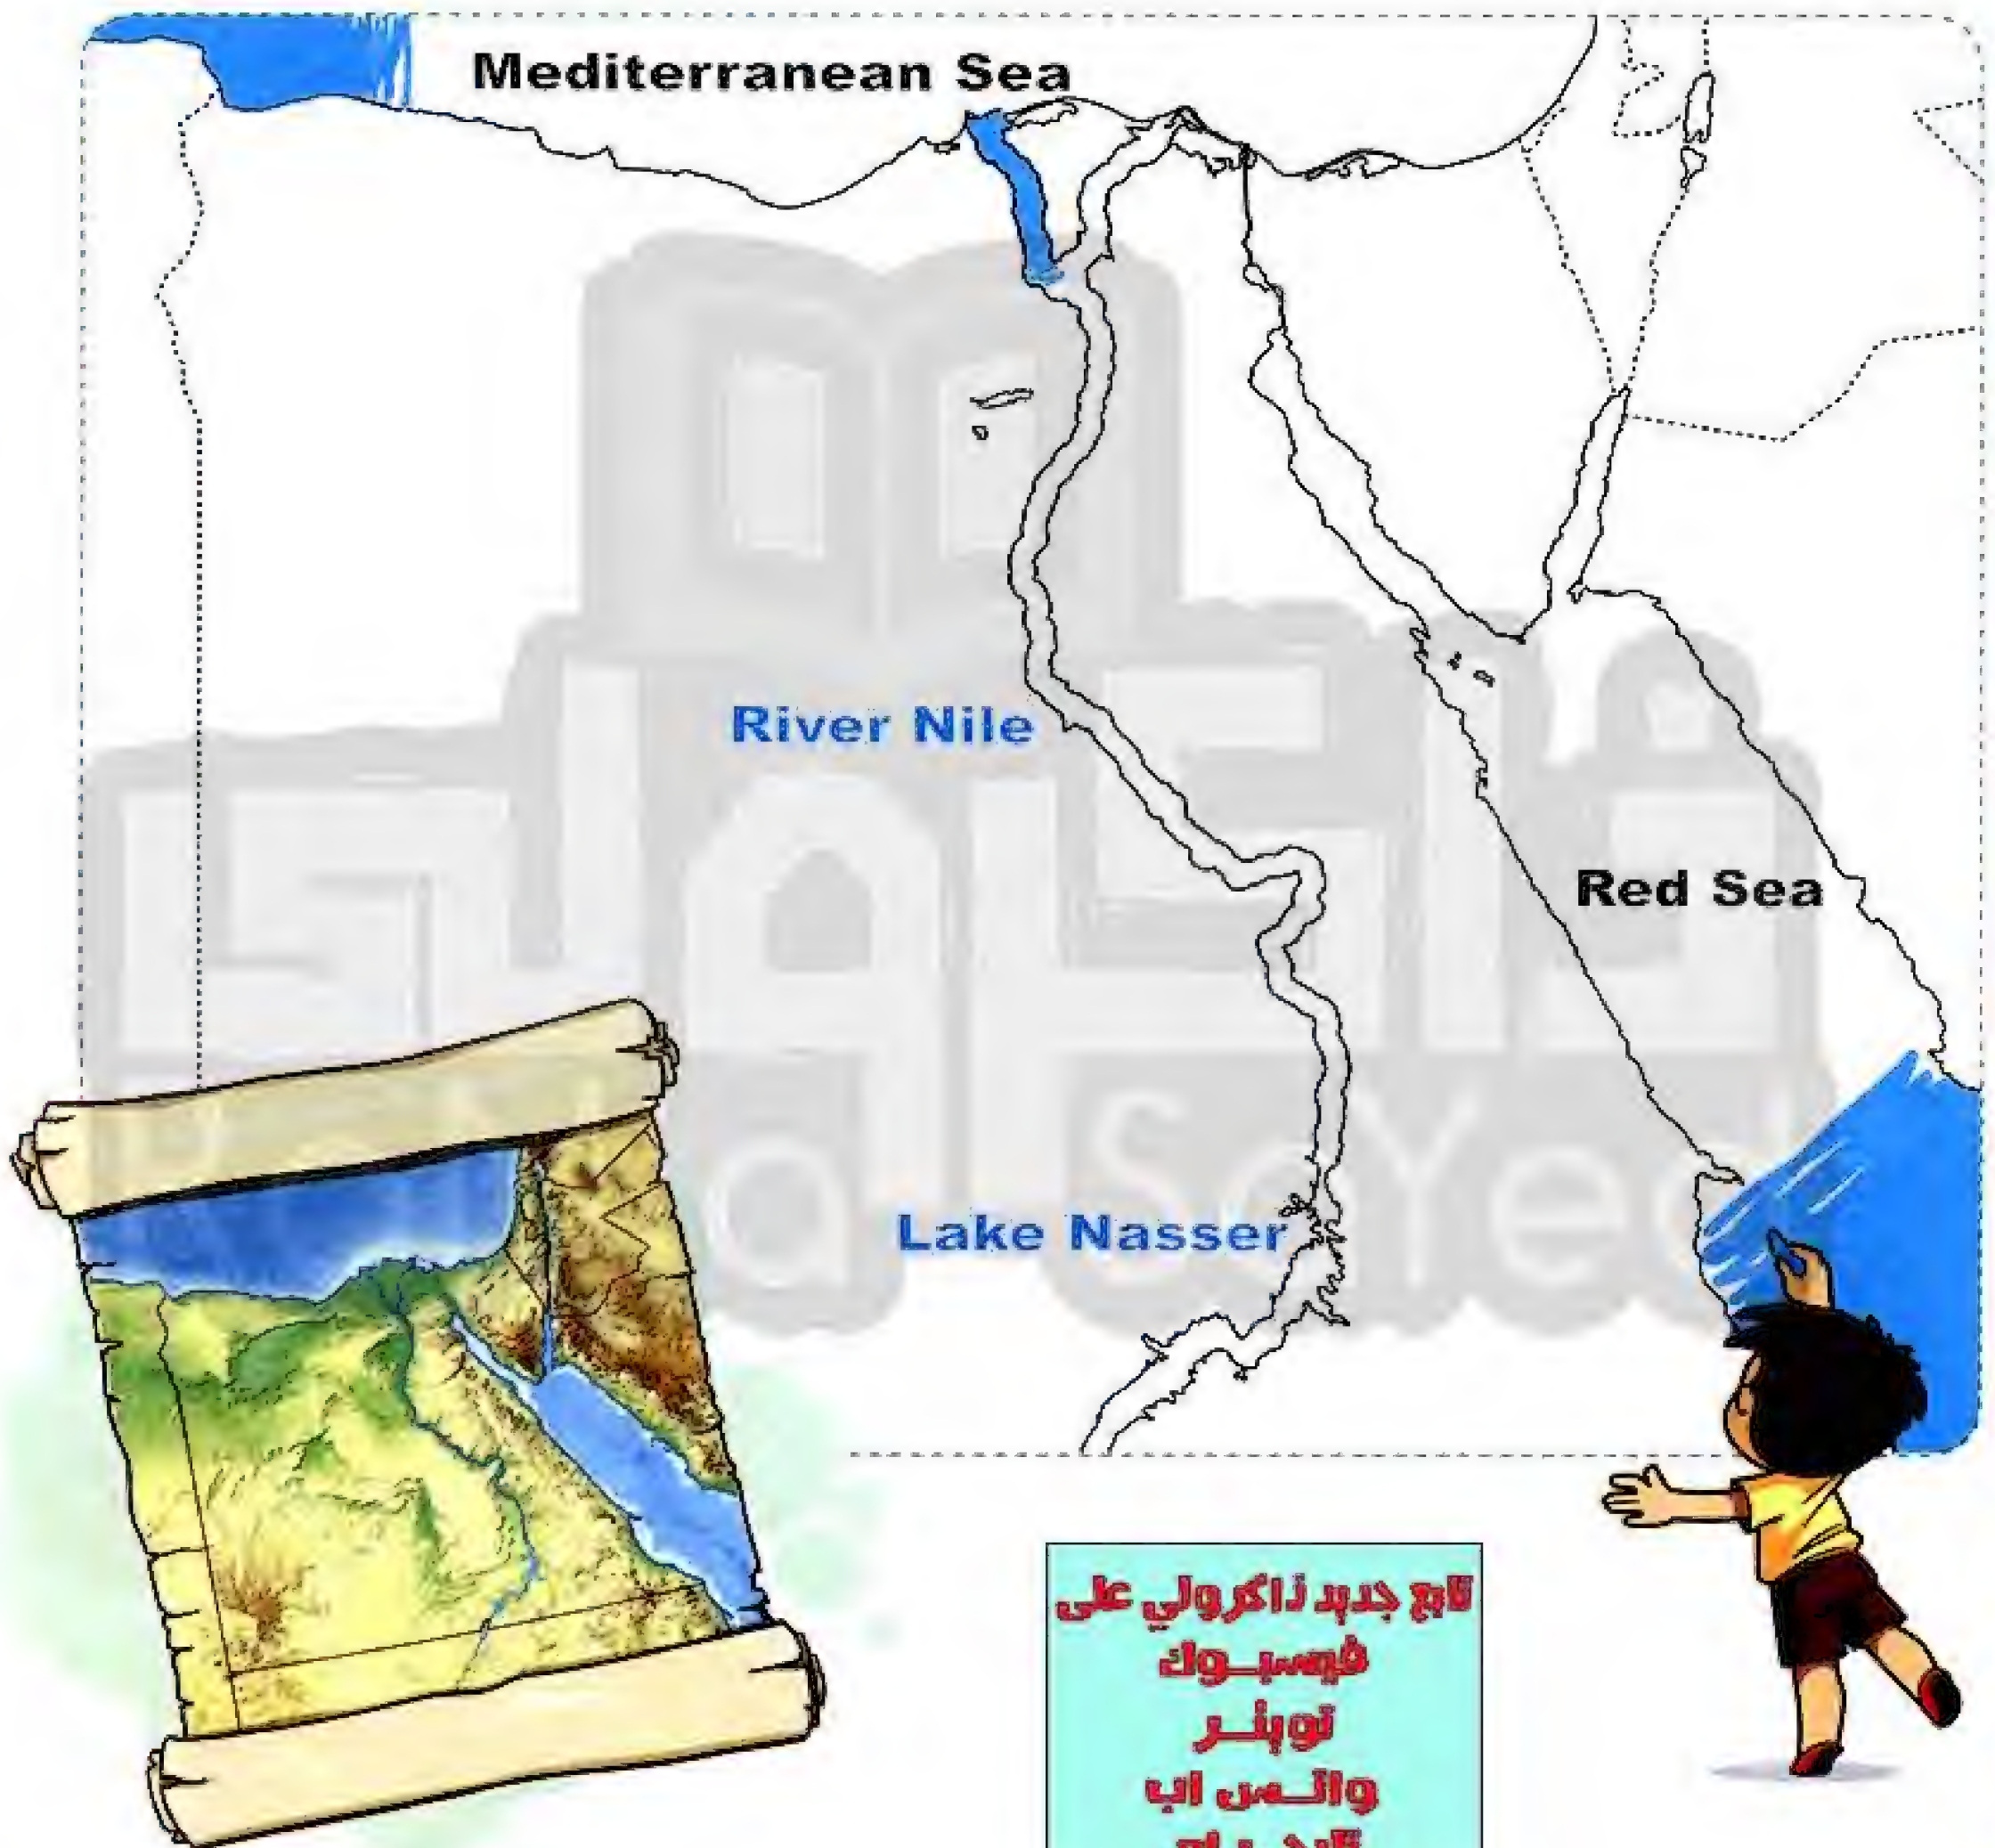 Mediterranean Sea
River Nile
Red Sea
Lake Nasser
تابع جديد ذاكرولي على
فيسبوك
تويتر
واتس اب